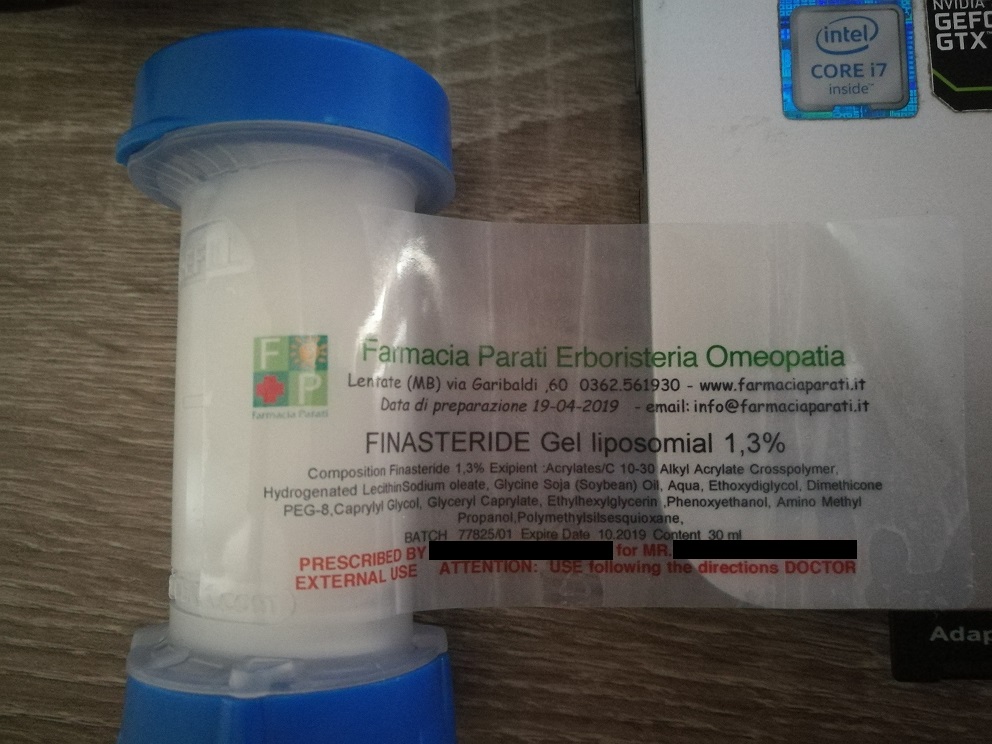 intel
CORE i7
inside™
NVIDIA
GEFC
GTX
F
P
Farmacia Parati
Farmacia Parati Erboristeria Omeopatia
Lentate (MB) via Garibaldi ,60 0362.561930 - www.farmaciaparati.it
Data di preparazione 19-04-2019 - email: info@farmaciaparati.it
FINASTERIDE Gel liposomial 1,3%
Composition Finasteride 1,3% Exipient :Acrylates/C 10-30 Alkyl Acrylate Crosspolymer,
Hydrogenated LecithinSodium oleate, Glycine Soja (Soybean) Oil, Aqua, Ethoxydiglycol, Dimethicone
PEG-8,Caprylyl Glycol, Glyceryl Caprylate, Ethylhexylglycerin ,Phenoxyethanol, Amino Methyl
Propanol,Polymethylsilsesquioxane,
BATCH 77825/01 Expire Date 10.2019 Content 30 ml
PRESCRIBED BY for MR.
EXTERNAL USE ATTENTION: USE following the directions DOCTOR
Adap